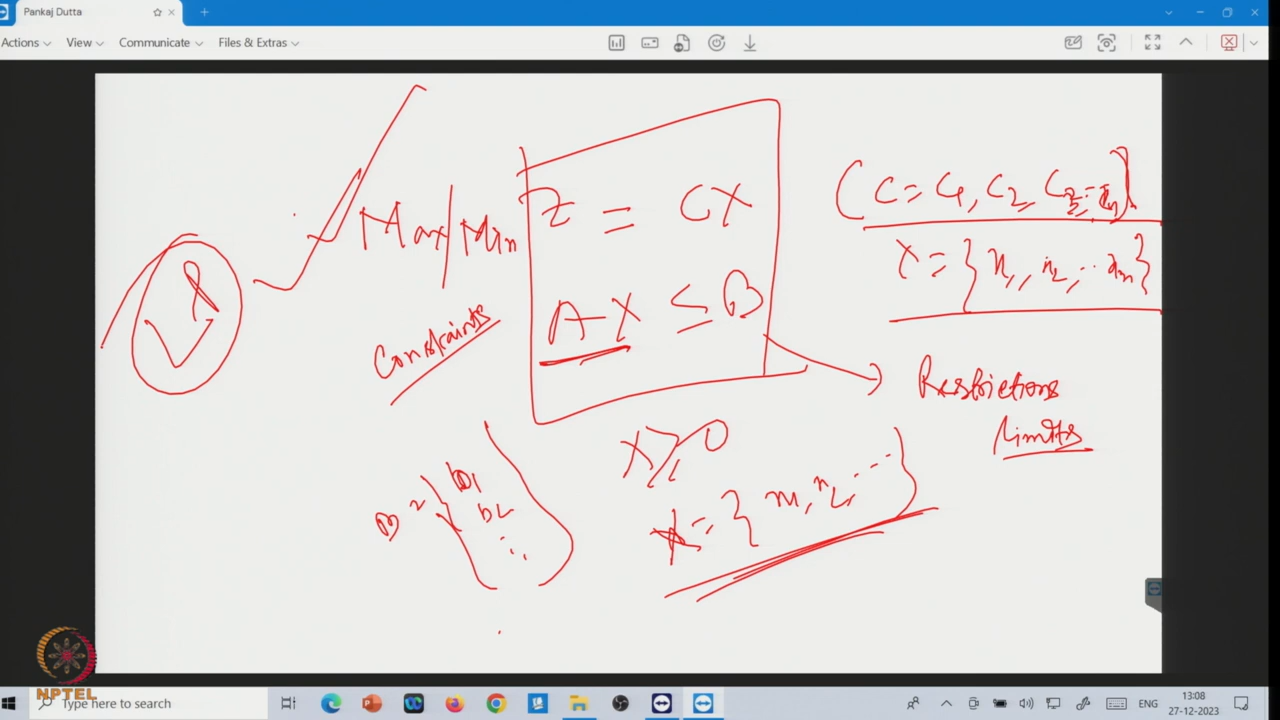 Pankaj Dutta
Actions View Communicate Files & Extras
Max/Min Z = CX
(C = C1, C2, C3 - Cn)
X = {x1, x2, ... xn}
Constraints
AX ≤ B
Restrictions
Limits
X ≥ 0
B = { b1
b2
X = { x1, x2, ... }
NPTEL
Type here to search
ENG
13:08
27-12-2023